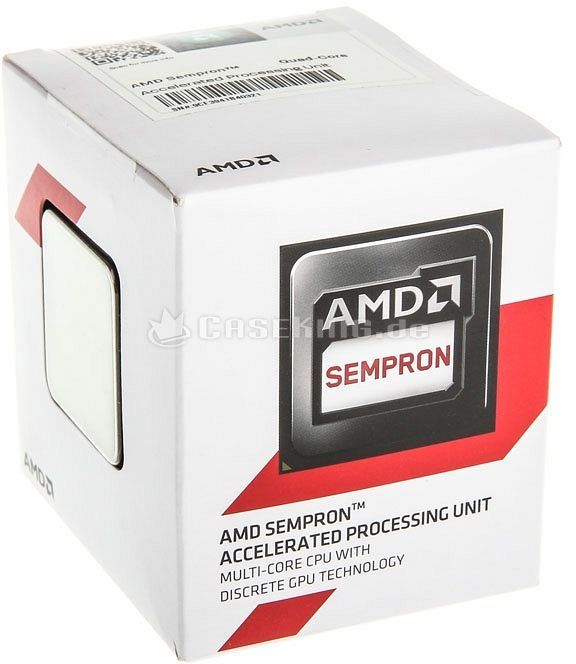 AMD
AMD Sempron™ Quad-Core
Accelerated Processing Unit
AMD
CASEKING.de
AMD
SEMPRON
AMD
AMD SEMPRON™
ACCELERATED PROCESSING UNIT
MULTI-CORE CPU WITH
DISCRETE GPU TECHNOLOGY